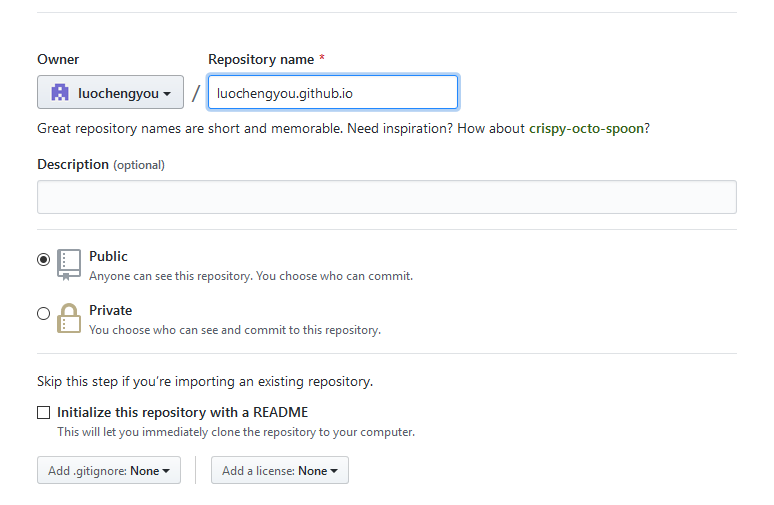 Owner
Repository name *
luochengyou / luochengyou.github.io
Great repository names are short and memorable. Need inspiration? How about crispy-octo-spoon?
Description (optional)
Public
Anyone can see this repository. You choose who can commit.
Private
You choose who can see and commit to this repository.
Skip this step if you're importing an existing repository.
Initialize this repository with a README
This will let you immediately clone the repository to your computer.
Add .gitignore: None
Add a license: None